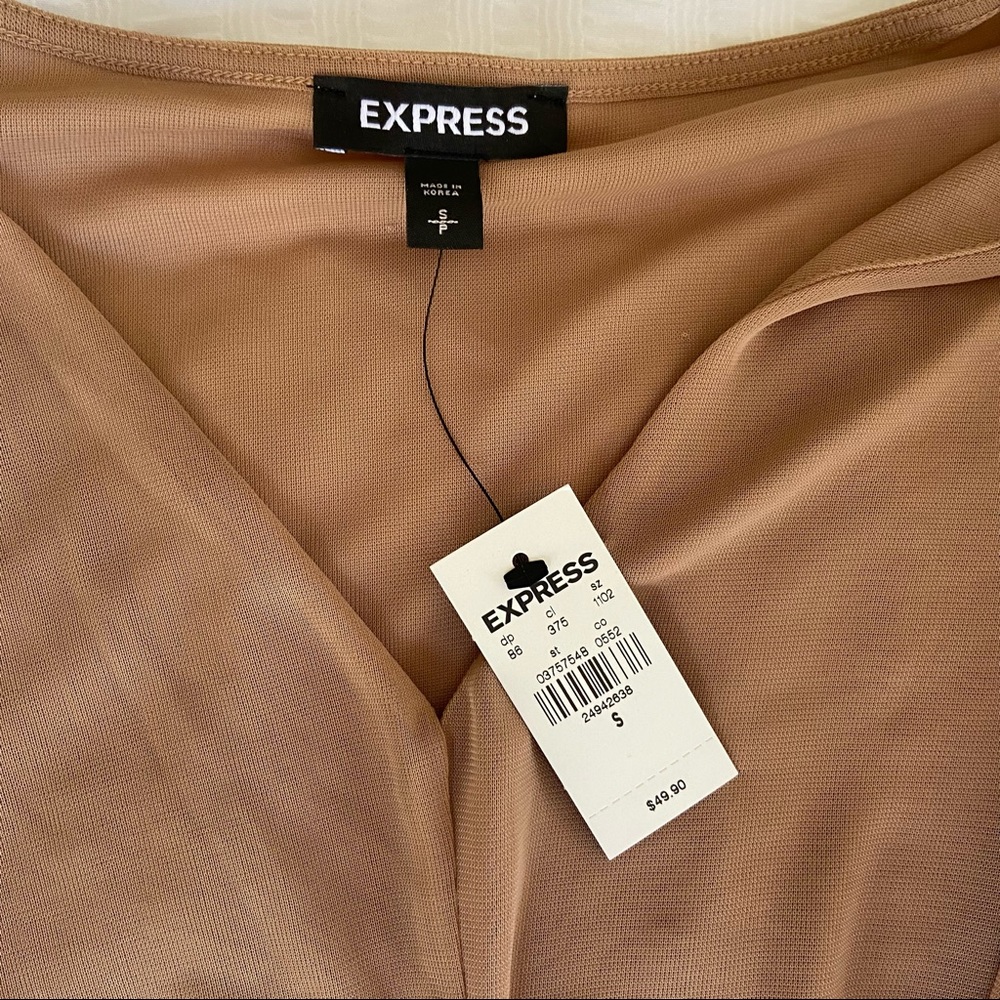 EXPRESS
MADE IN
KOREA
S
P
EXPRESS
dp cl sz
86 375 1102
st co
03757548 0552
24942638
S
$49.90